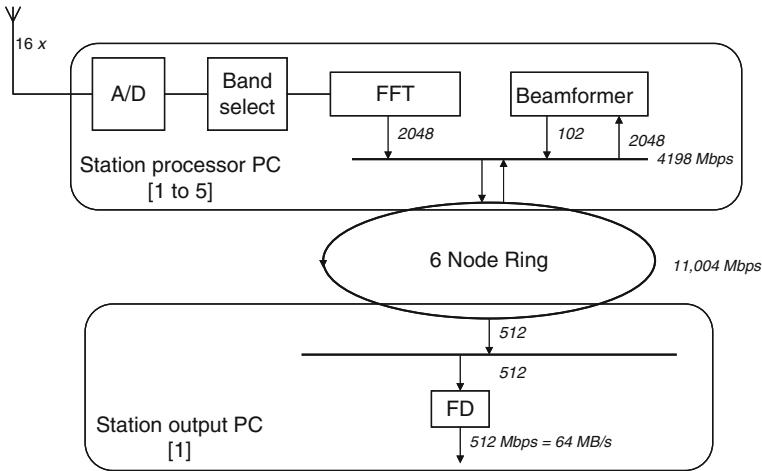 16 x
A/D
Band
select
FFT
Beamformer
2048
102
2048
4198 Mbps
Station processor PC
[1 to 5]
6 Node Ring
11,004 Mbps
512
512
Station output PC
[1]
FD
512 Mbps = 64 MB/s